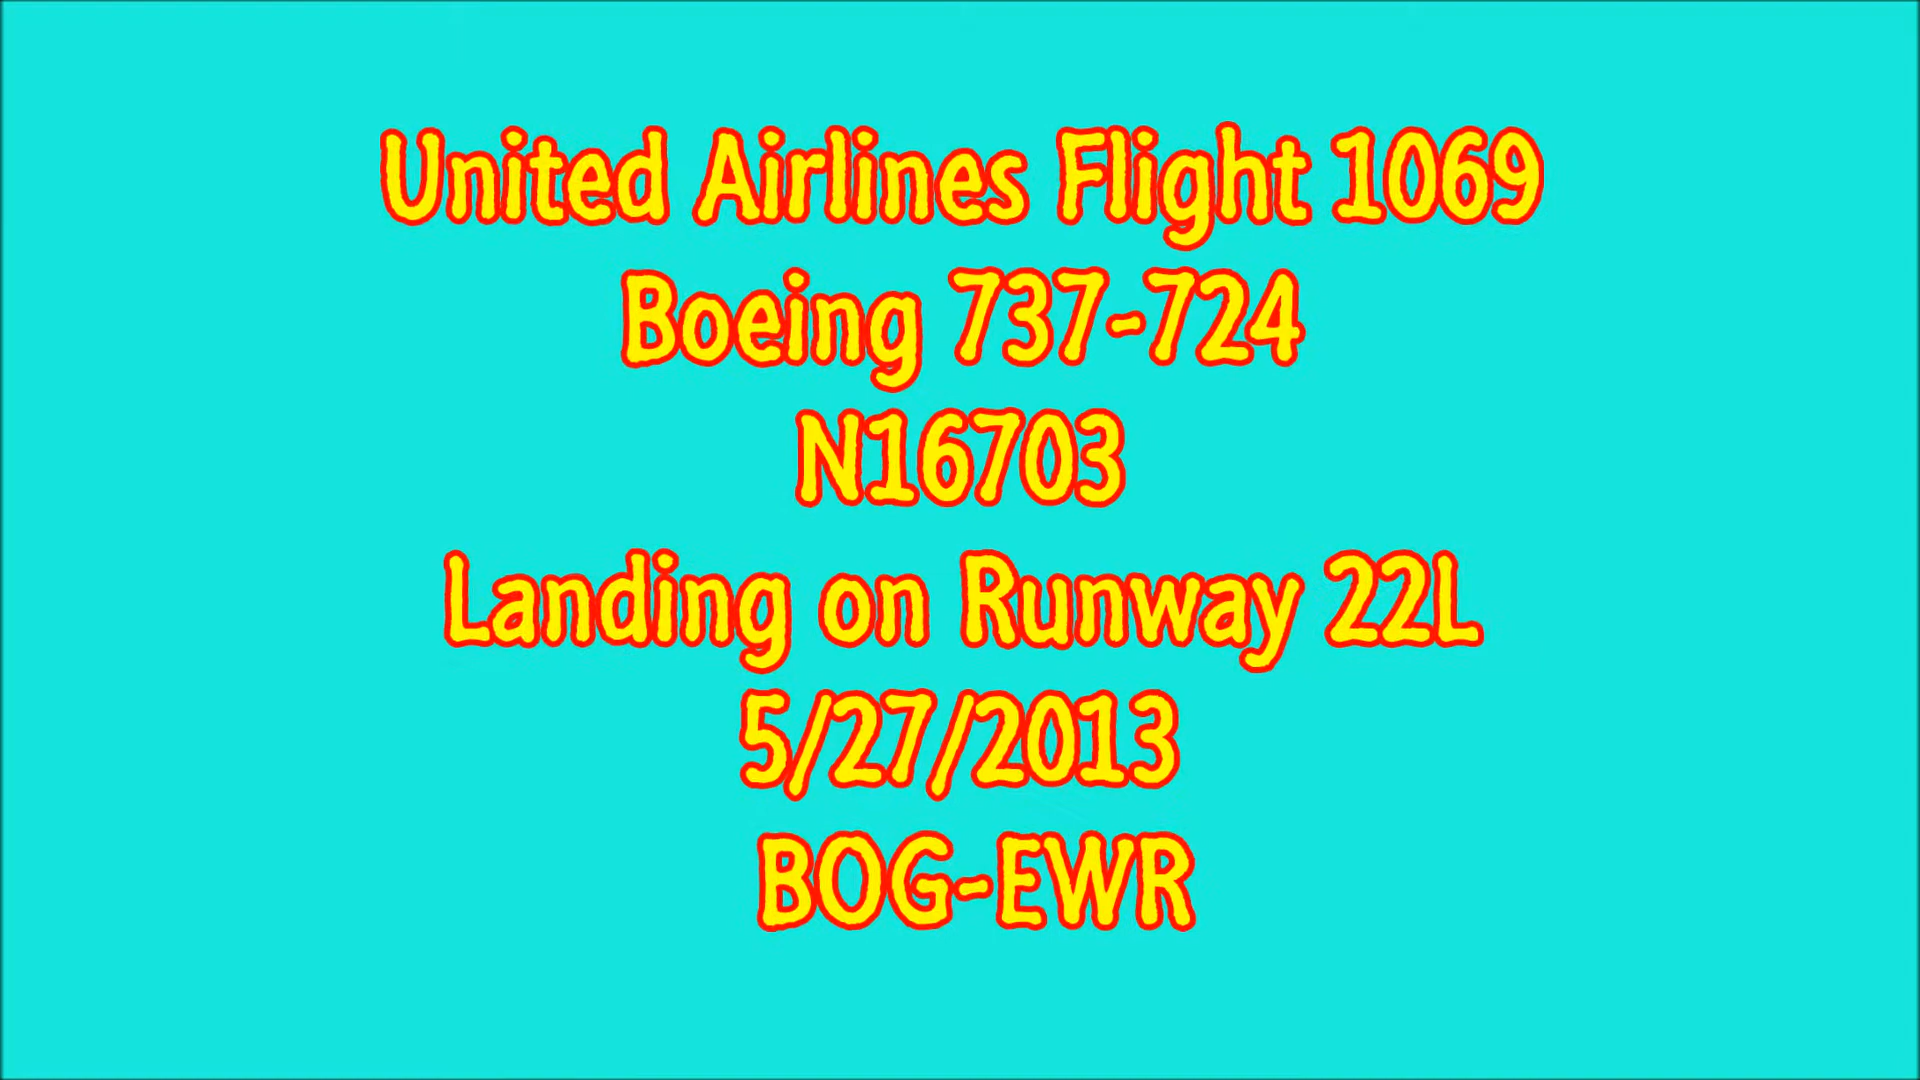 United Airlines Flight 1069
Boeing 737-724
N16703
Landing on Runway 22L
5/27/2013
BOG-EWR